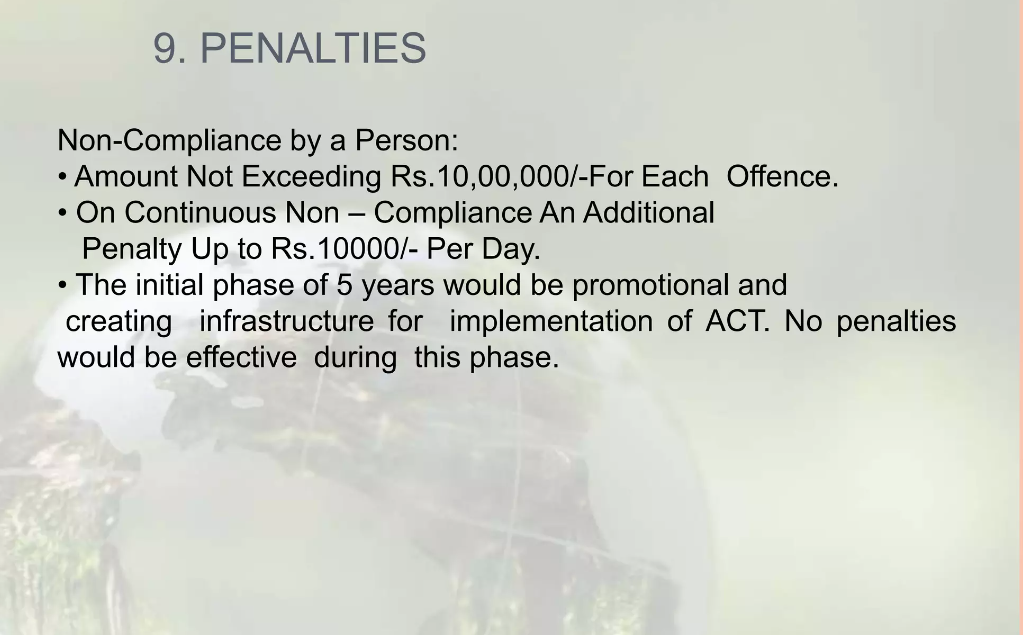 9. PENALTIES
Non-Compliance by a Person:
• Amount Not Exceeding Rs.10,00,000/-For Each Offence.
• On Continuous Non – Compliance An Additional
Penalty Up to Rs.10000/- Per Day.
• The initial phase of 5 years would be promotional and
creating infrastructure for implementation of ACT. No penalties
would be effective during this phase.